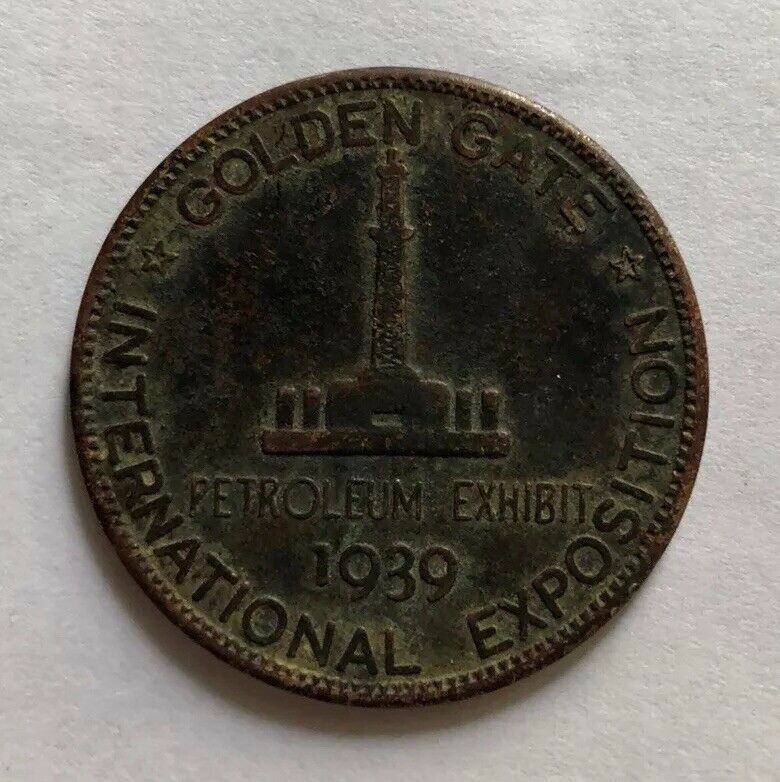 GOLDEN GATE
PETROLEUM EXHIBIT
1939
INTERNATIONAL EXPOSITION